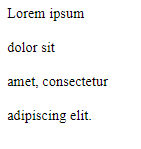 Lorem ipsum
dolor sit
amet, consectetur
adipiscing elit.